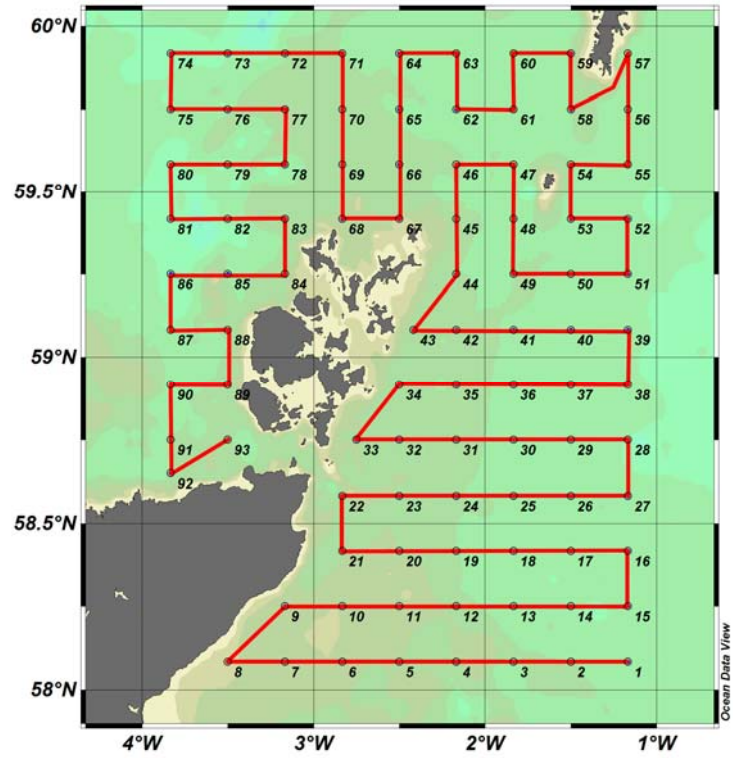 60°N
74 73 72 71 64 63 60 59 57
75 76 77 70 65 62 61 58 56
80 79 78 69 66 46 47 54 55
59.5°N
81 82 83 68 67 45 48 53 52
86 85 84 44 49 50 51
87 88 43 42 41 40 39
59°N
90 89 34 35 36 37 38
91 93 33 32 31 30 29 28
92
22 23 24 25 26 27
58.5°N
21 20 19 18 17 16
9 10 11 12 13 14 15
8 7 6 5 4 3 2 1
58°N
4°W 3°W 2°W 1°W
Ocean Data View